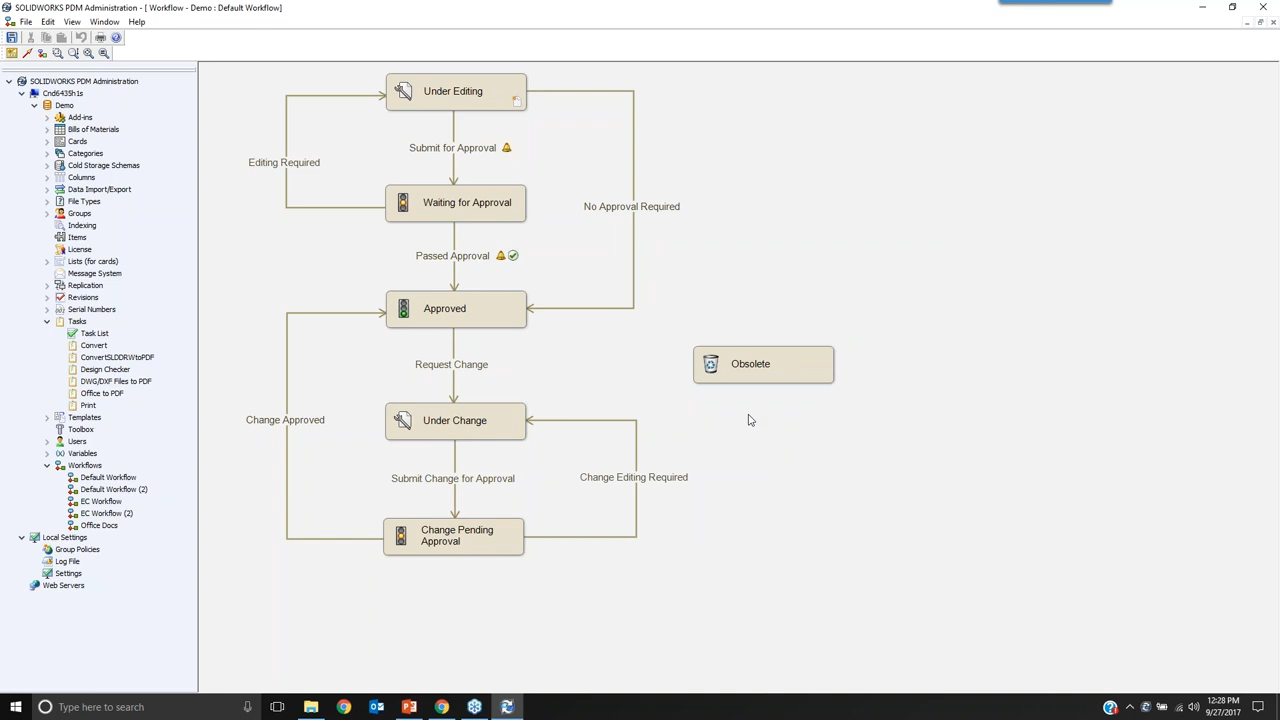 SOLIDWORKS PDM Administration - [ Workflow - Demo : Default Workflow]
File Edit View Window Help
SOLIDWORKS PDM Administration
Cnd6435h1s
Demo
Add-ins
Bills of Materials
Cards
Categories
Cold Storage Schemas
Columns
Data Import/Export
File Types
Groups
Indexing
Items
License
Lists (for cards)
Message System
Replication
Revisions
Serial Numbers
Tasks
Task List
Convert
ConvertSLDDRWtoPDF
Design Checker
DWG/DXF Files to PDF
Office to PDF
Print
Templates
Toolbox
Users
Variables
Workflows
Default Workflow
Default Workflow (2)
EC Workflow
EC Workflow (2)
Office Docs
Local Settings
Group Policies
Log File
Settings
Web Servers
Under Editing
Submit for Approval
Editing Required
Waiting for Approval
No Approval Required
Passed Approval
Approved
Request Change
Obsolete
Change Approved
Under Change
Submit Change for Approval
Change Editing Required
Change Pending
Approval
Type here to search
12:28 PM
9/27/2017